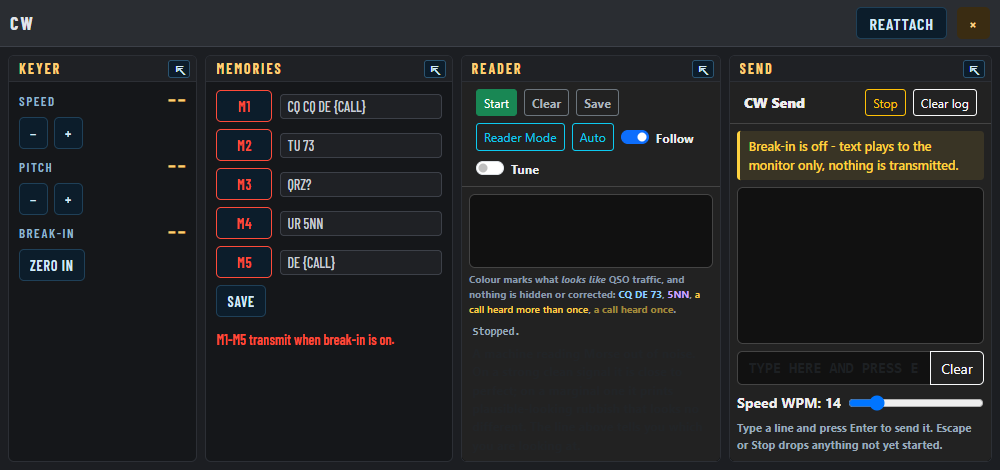 CW
REATTACH
×
KEYER
SPEED
--
-
+
PITCH
--
-
+
BREAK-IN
--
ZERO IN
MEMORIES
M1
CQ CQ DE {CALL}
M2
TU 73
M3
QRZ?
M4
UR 5NN
M5
DE {CALL}
SAVE
M1-M5 transmit when break-in is on.
READER
Start
Clear
Save
Reader Mode
Auto
Follow
Tune
Colour marks what looks like QSO traffic, and
nothing is hidden or corrected: CQ DE 73, 5NN, a
call heard more than once, a call heard once.
Stopped.
SEND
CW Send
Stop
Clear log
Break-in is off - text plays to the
monitor only, nothing is transmitted.
TYPE HERE AND PRESS E
Clear
Speed WPM: 14
Type a line and press Enter to send it. Escape
or Stop drops anything not yet started.